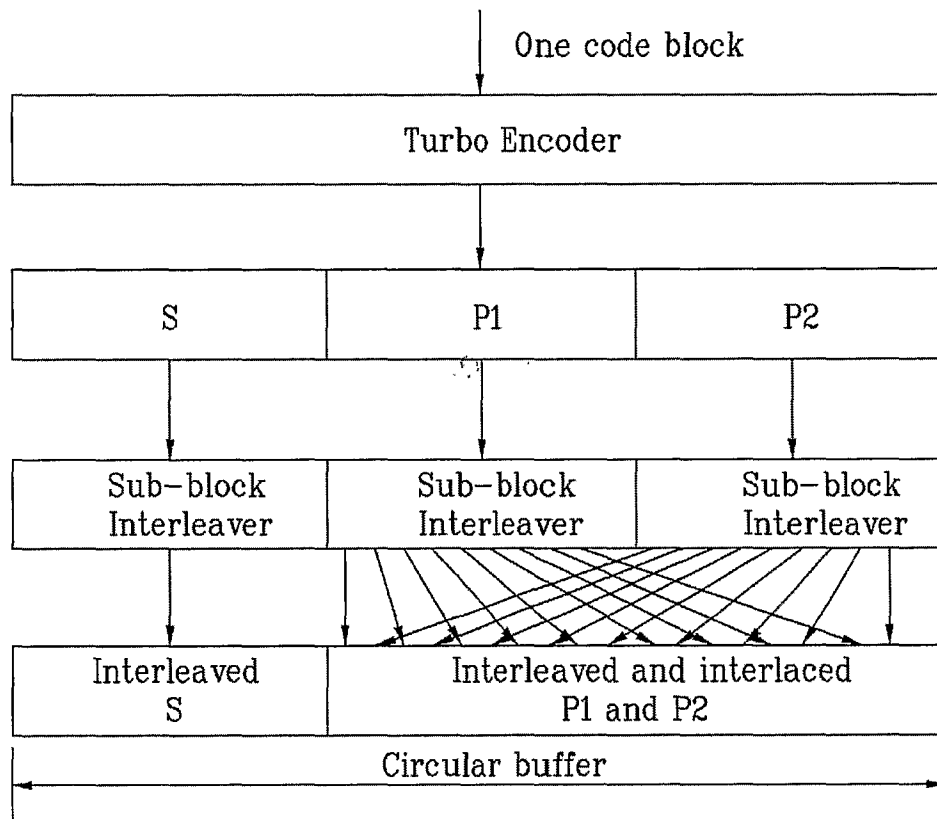 One code block
Turbo Encoder
S
P1
P2
Sub-block
Interleaver
Sub-block
Interleaver
Sub-block
Interleaver
Interleaved
S
Interleaved and interlaced
P1 and P2
Circular buffer